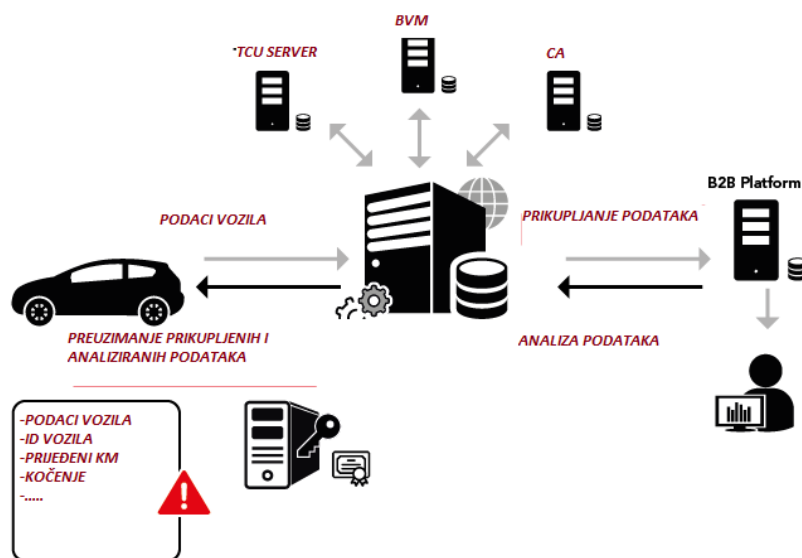 BVM
TCU SERVER
CA
B2B Platform
PODACI VOZILA
PRIKUPLJANJE PODATAKA
PREUZIMANJE PRIKUPLJENIH I
ANALIZIRANIH PODATAKA
ANALIZA PODATAKA
-PODACI VOZILA
-ID VOZILA
-PRIJEĐENI KM
-KOČENJE
-.....